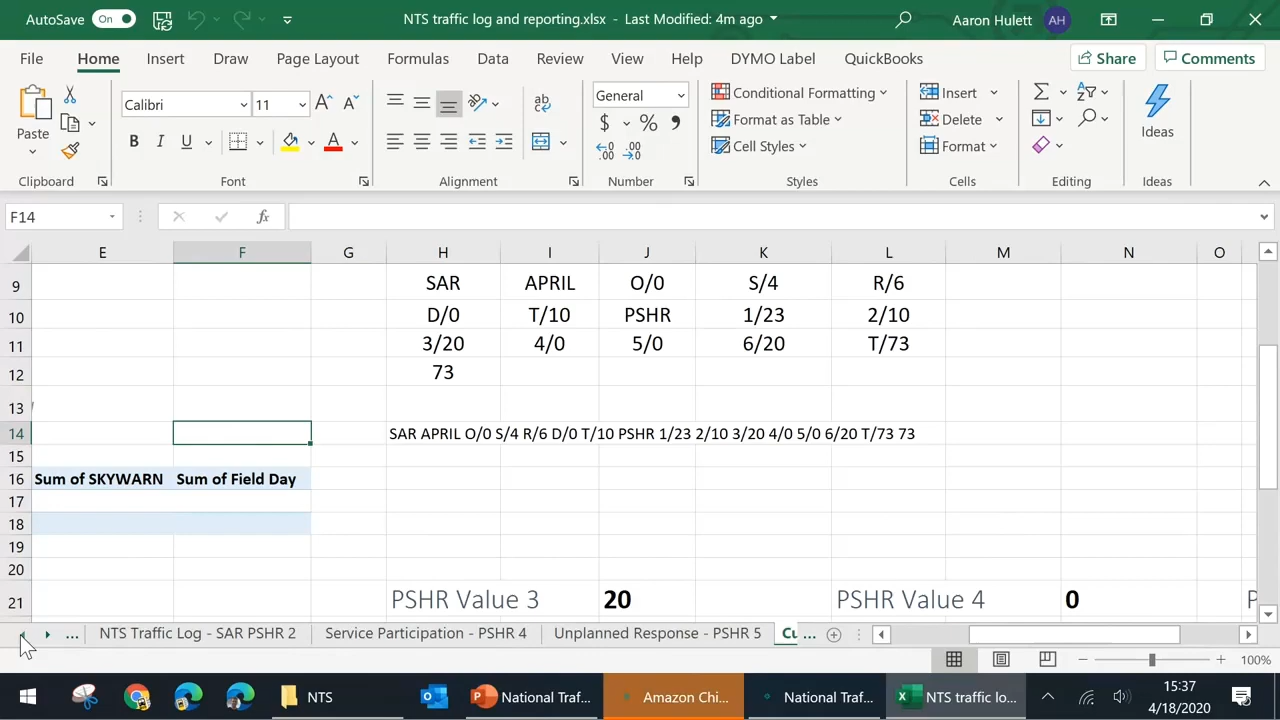 AutoSave On NTS traffic log and reporting.xlsx - Last Modified: 4m ago Aaron Hulett AH
File Home Insert Draw Page Layout Formulas Data Review View Help DYMO Label QuickBooks Share Comments
Paste Calibri 11 A A ab General Conditional Formatting Insert Σ Ideas
B I U A $ % Format as Table Delete
Cell Styles Format
Clipboard Font Alignment Number Styles Cells Editing Ideas
F14 fx
E F G H I J K L M N O
9 SAR APRIL O/0 S/4 R/6
10 D/0 T/10 PSHR 1/23 2/10
11 3/20 4/0 5/0 6/20 T/73
12 73
13
14 SAR APRIL O/0 S/4 R/6 D/0 T/10 PSHR 1/23 2/10 3/20 4/0 5/0 6/20 T/73 73
15
16 Sum of SKYWARN Sum of Field Day
17
18
19
20
21 PSHR Value 3 20 PSHR Value 4 0 P
... NTS Traffic Log - SAR PSHR 2 Service Participation - PSHR 4 Unplanned Response - PSHR 5 Cu ...
100%
NTS National Traf... Amazon Chi... National Traf... NTS traffic lo... 15:37
4/18/2020